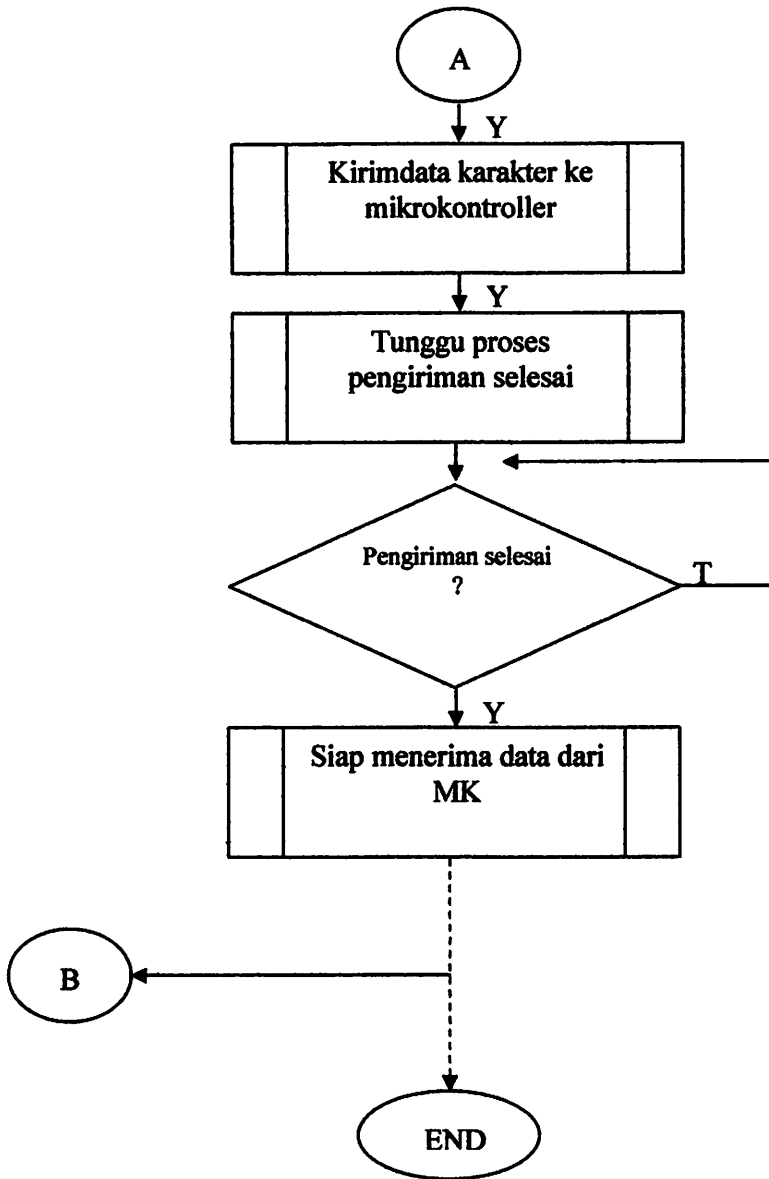 A
Y
Kirimdata karakter ke
mikrokontroller
Y
Tunggu proses
pengiriman selesai
Pengiriman selesai
?
T
Y
Siap menerima data dari
MK
B
END